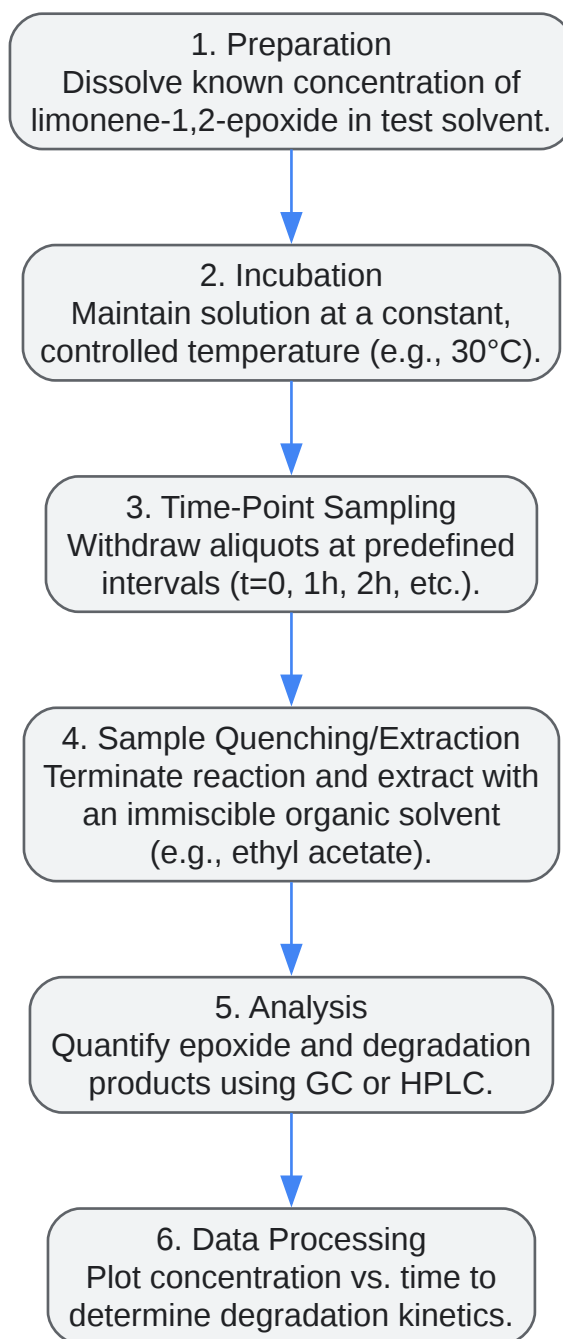 1. Preparation
Dissolve known concentration of
limonene-1,2-epoxide in test solvent.
2. Incubation
Maintain solution at a constant,
controlled temperature (e.g., 30°C).
3. Time-Point Sampling
Withdraw aliquots at predefined
intervals (t=0, 1h, 2h, etc.).
4. Sample Quenching/Extraction
Terminate reaction and extract with
an immiscible organic solvent
(e.g., ethyl acetate).
5. Analysis
Quantify epoxide and degradation
products using GC or HPLC.
6. Data Processing
Plot concentration vs. time to
determine degradation kinetics.